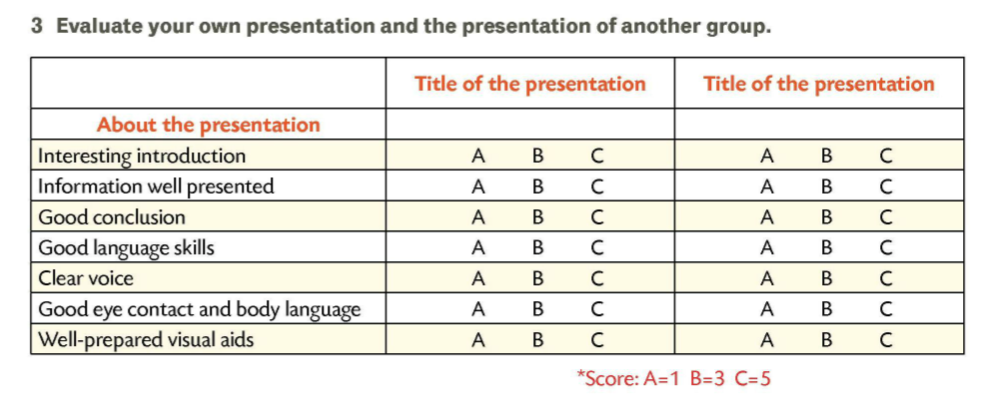 3 Evaluate your own presentation and the presentation of another group.
Title of the presentation Title of the presentation
About the presentation
Interesting introduction A B C A B C
Information well presented A B C A B C
Good conclusion A B C A B C
Good language skills A B C A B C
Clear voice A B C A B C
Good eye contact and body language A B C A B C
Well-prepared visual aids A B C A B C
*Score: A=1 B=3 C=5